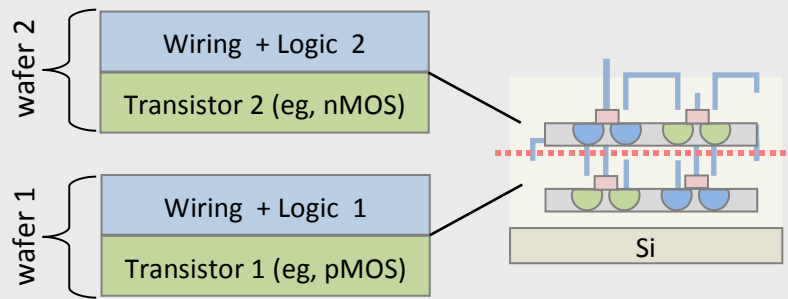 wafer 2
Wiring + Logic 2
Transistor 2 (eg, nMOS)
wafer 1
Wiring + Logic 1
Transistor 1 (eg, pMOS)
Si